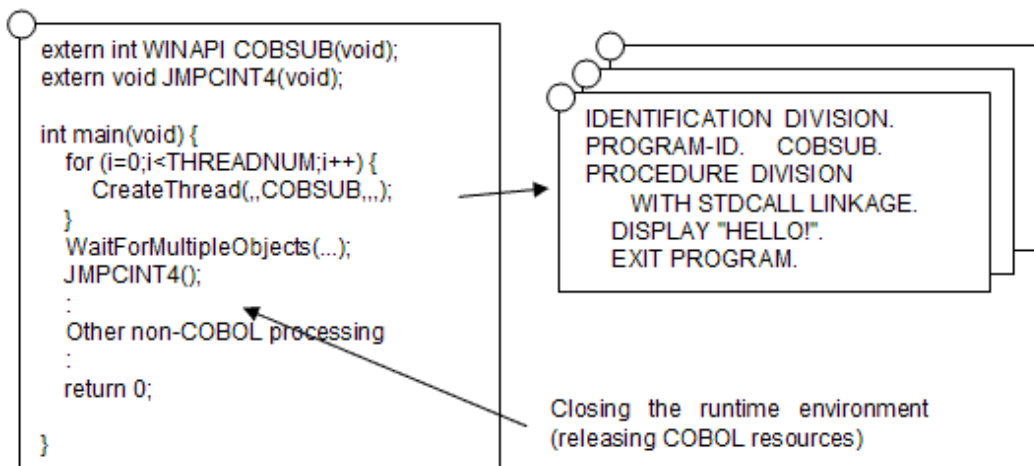 extern int WINAPI COBSUB(void);
extern void JMPCINT4(void);
int main(void) {
for (i=0;i<THREADNUM;i++) {
CreateThread(,,COBSUB,,,);
}
WaitForMultipleObjects(...);
JMPCINT4();
:
Other non-COBOL processing
:
return 0;
}
IDENTIFICATION DIVISION.
PROGRAM-ID. COBSUB.
PROCEDURE DIVISION
WITH STDCALL LINKAGE.
DISPLAY "HELLO!".
EXIT PROGRAM.
Closing the runtime environment
(releasing COBOL resources)